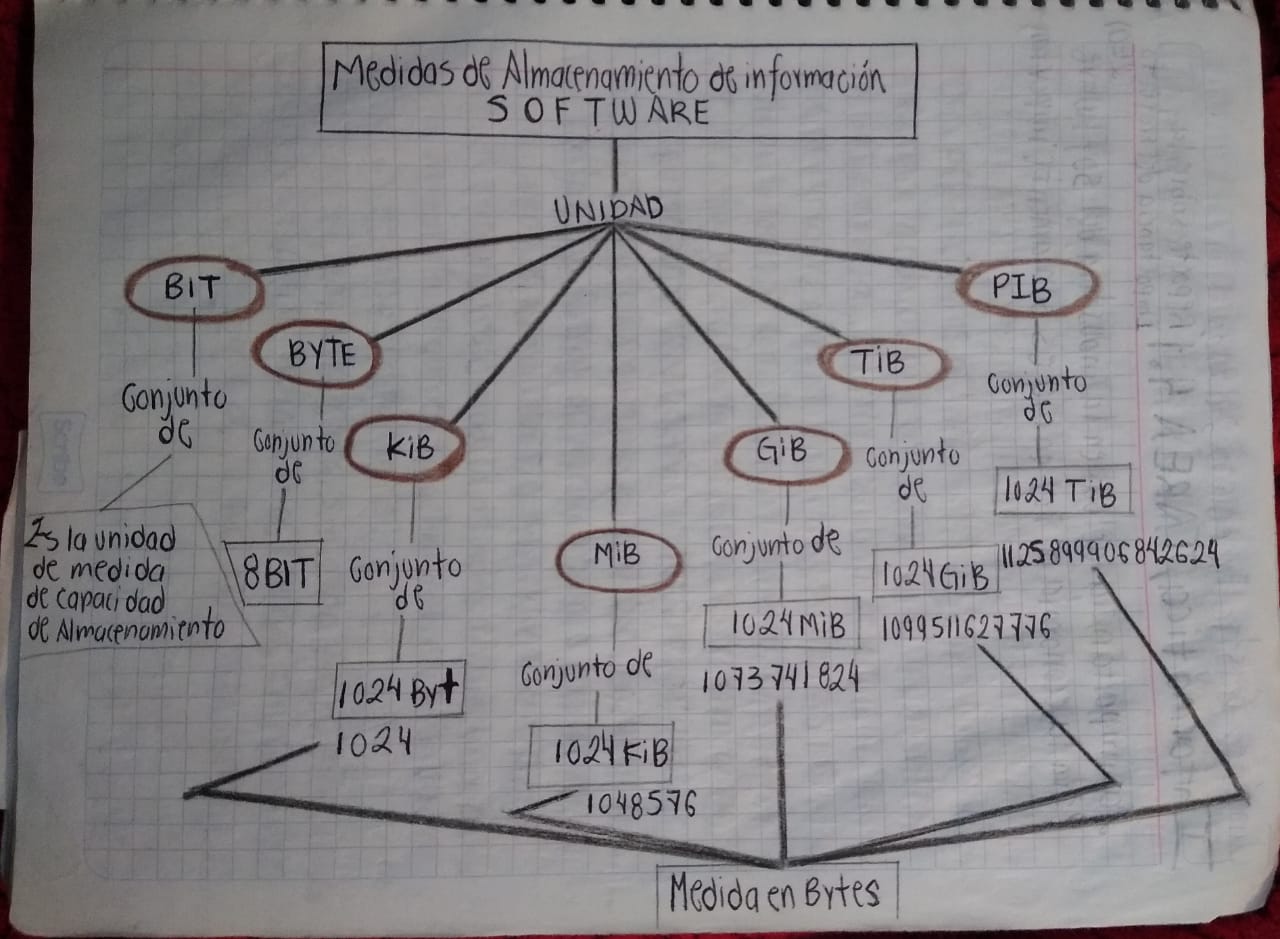 Medidas de Almacenamiento de información
SOFTWARE
UNIDAD
BIT
Conjunto
de
Es la unidad
de medida
de capacidad
de Almacenamiento
BYTE
Conjunto
de
8BIT
KiB
Conjunto
de
1024 Byt
1024
MiB
Conjunto de
1024 KiB
1048576
GiB
Conjunto de
1024 MiB
1073741824
TiB
Conjunto
de
1024 GiB
1099511627776
PIB
Conjunto
de
1024 TiB
1125899906842624
Medida en Bytes